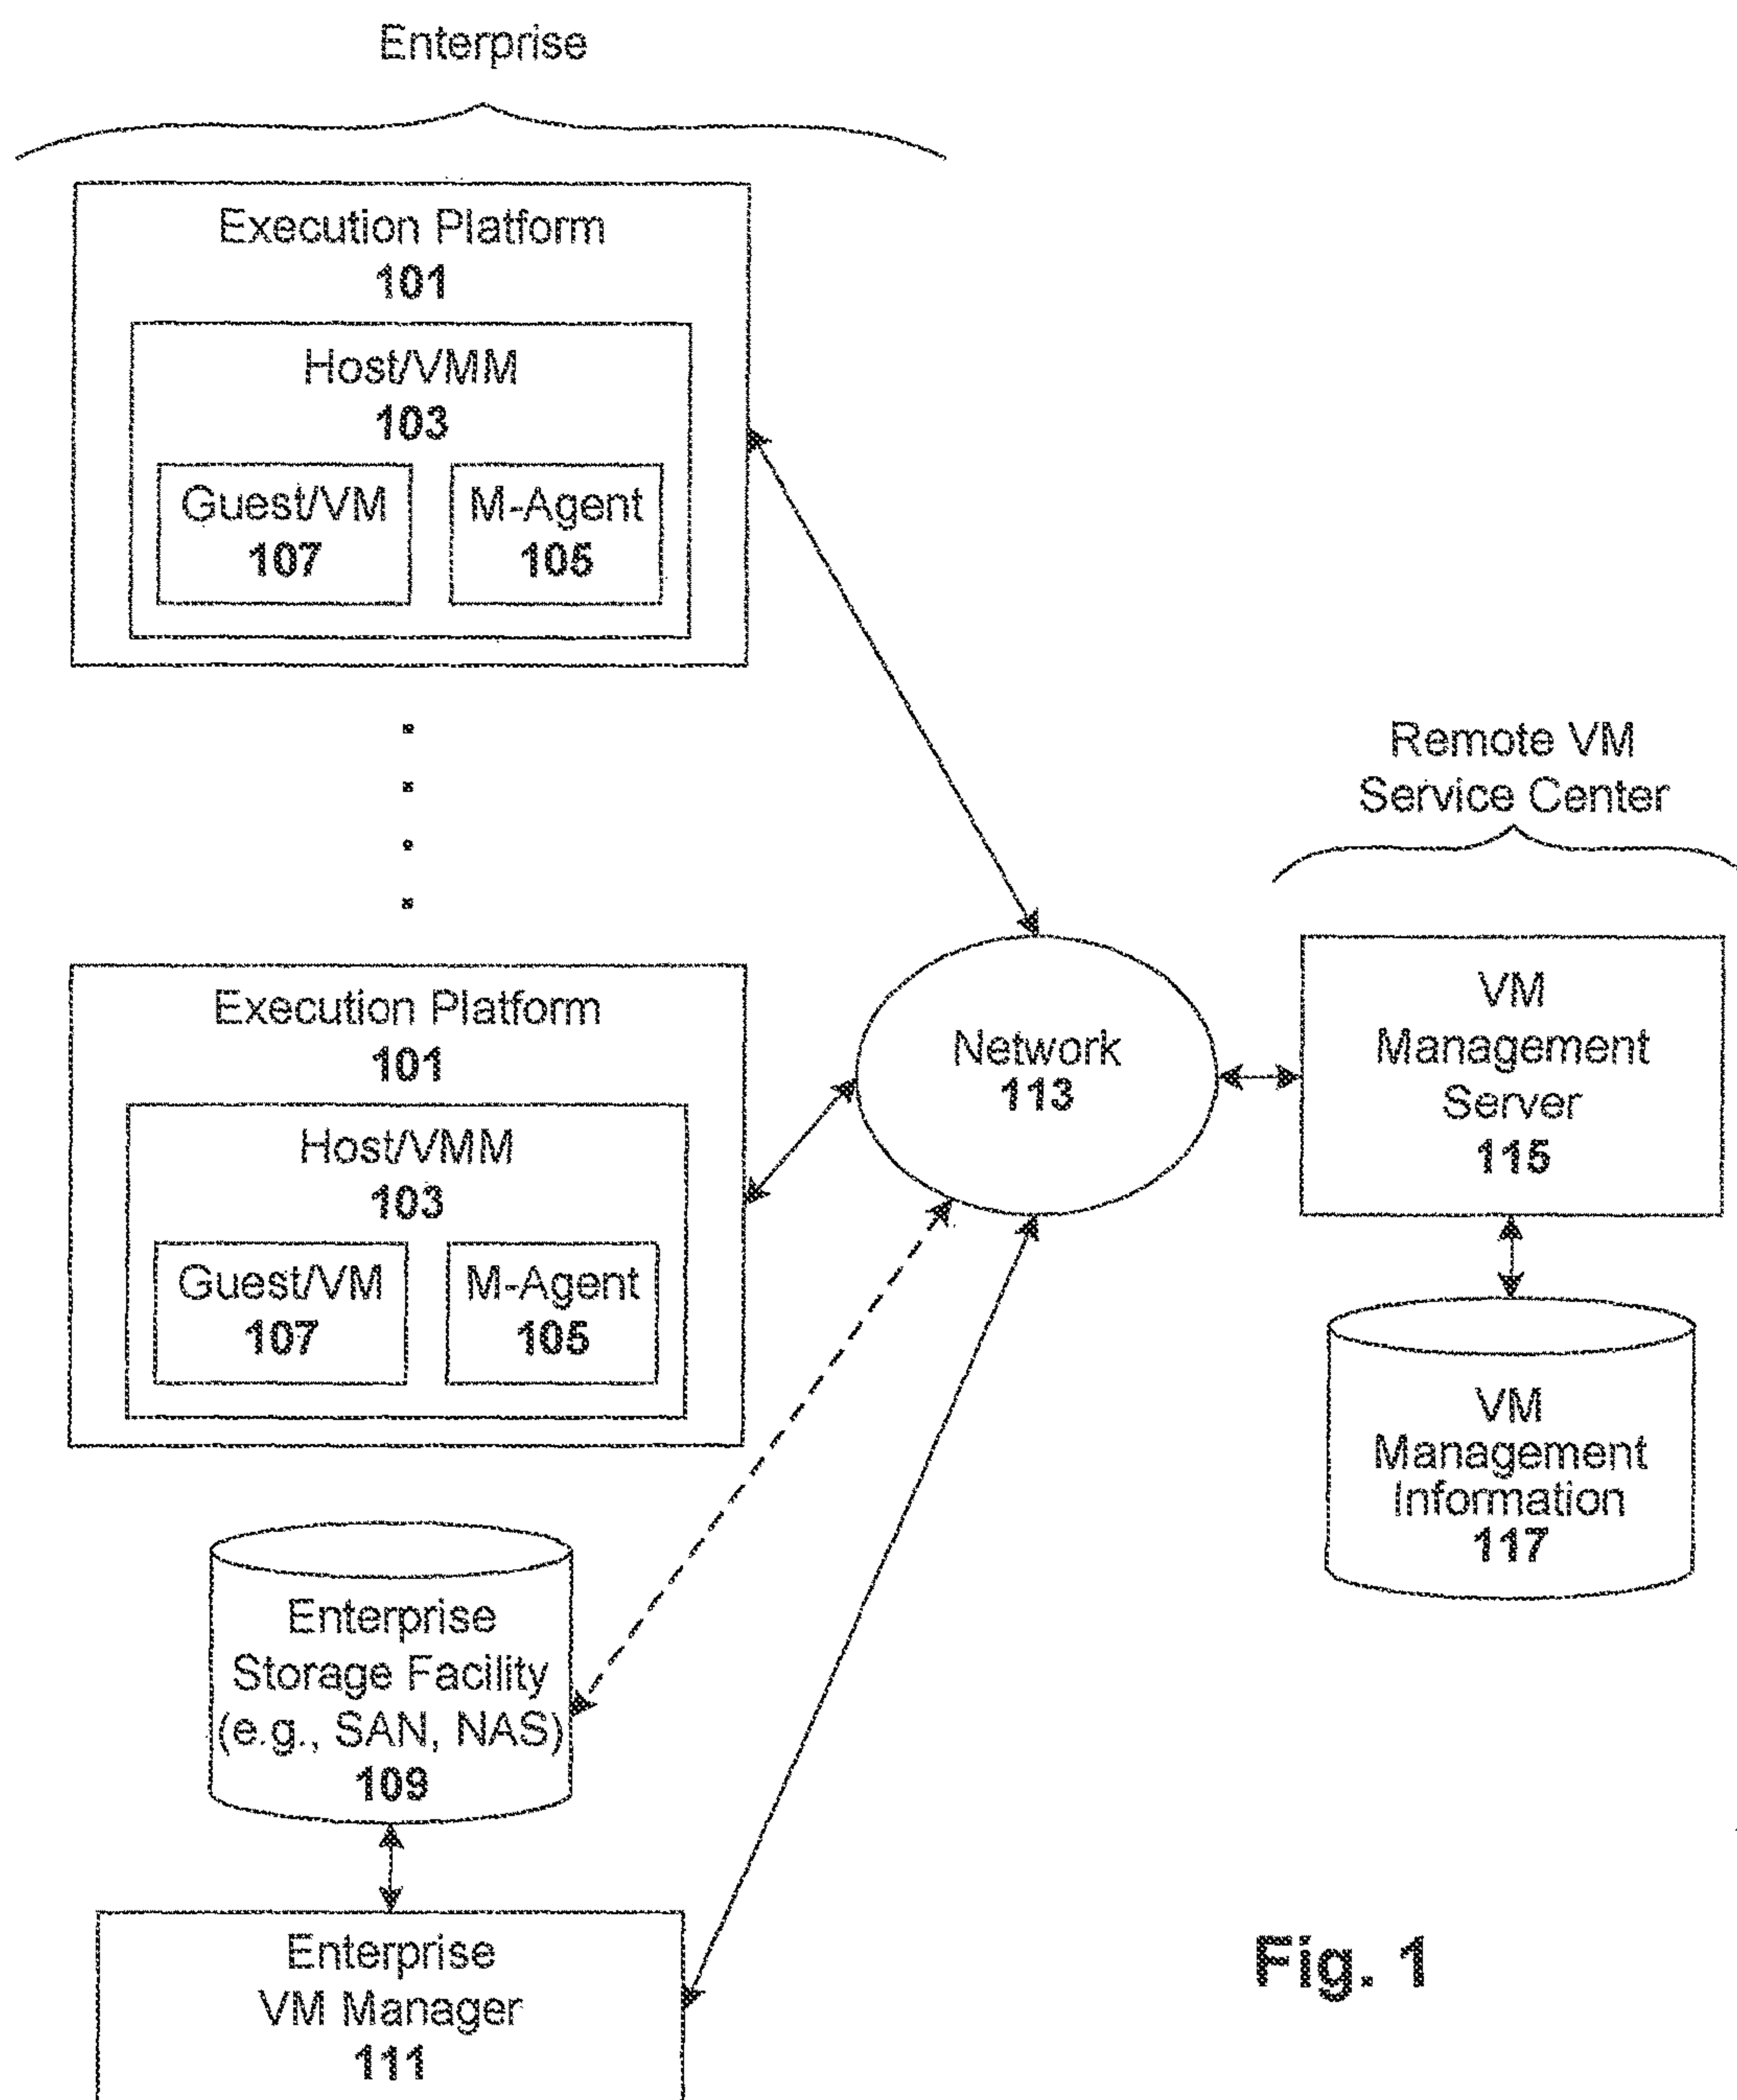 Enterprise
Execution Platform
101
Host/VMM
103
Guest/VM
107
M-Agent
105
Execution Platform
101
Host/VMM
103
Guest/VM
107
M-Agent
105
Enterprise
Storage Facility
(e.g., SAN, NAS)
109
Enterprise
VM Manager
111
Network
113
Remote VM
Service Center
VM
Management
Server
115
VM
Management
Information
117
Fig. 1